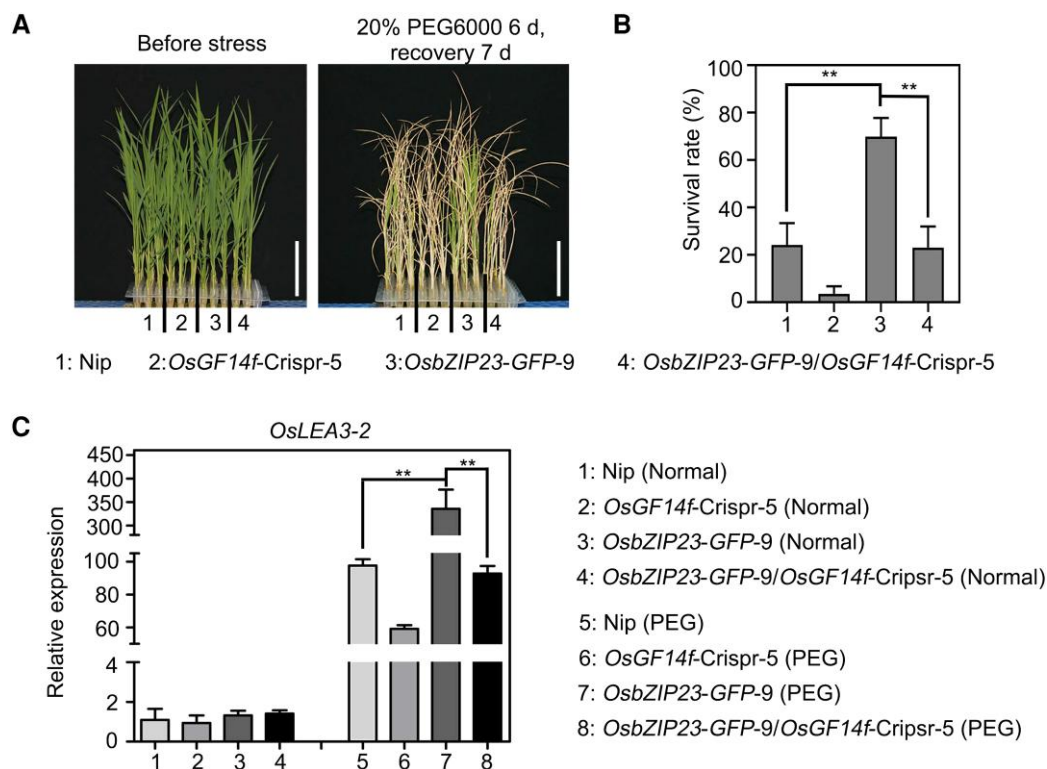 A
Before stress
20% PEG6000 6 d,
recovery 7 d
1 2 3 4
1 2 3 4
1: Nip 2:OsGF14f-Crispr-5 3:OsbZIP23-GFP-9 4: OsbZIP23-GFP-9/OsGF14f-Crispr-5
B
Survival rate (%)
100
80
60
40
20
0
** **
1 2 3 4
C
OsLEA3-2
Relative expression
450
400
350
300
100
80
60
4
2
0
** **
1 2 3 4 5 6 7 8
1: Nip (Normal)
2: OsGF14f-Crispr-5 (Normal)
3: OsbZIP23-GFP-9 (Normal)
4: OsbZIP23-GFP-9/OsGF14f-Cripsr-5 (Normal)
5: Nip (PEG)
6: OsGF14f-Crispr-5 (PEG)
7: OsbZIP23-GFP-9 (PEG)
8: OsbZIP23-GFP-9/OsGF14f-Cripsr-5 (PEG)